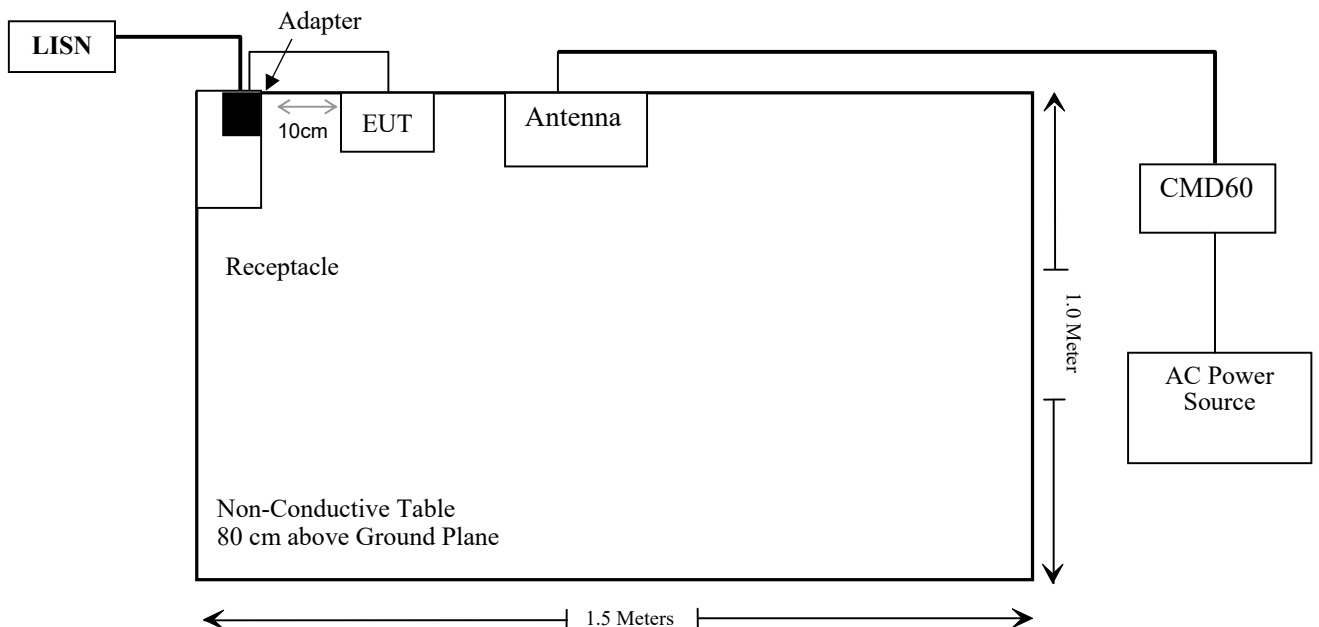 Adapter
LISN
10cm
EUT
Antenna
CMD60
Receptacle
1.0 Meter
AC Power
Source
Non-Conductive Table
80 cm above Ground Plane
1.5 Meters